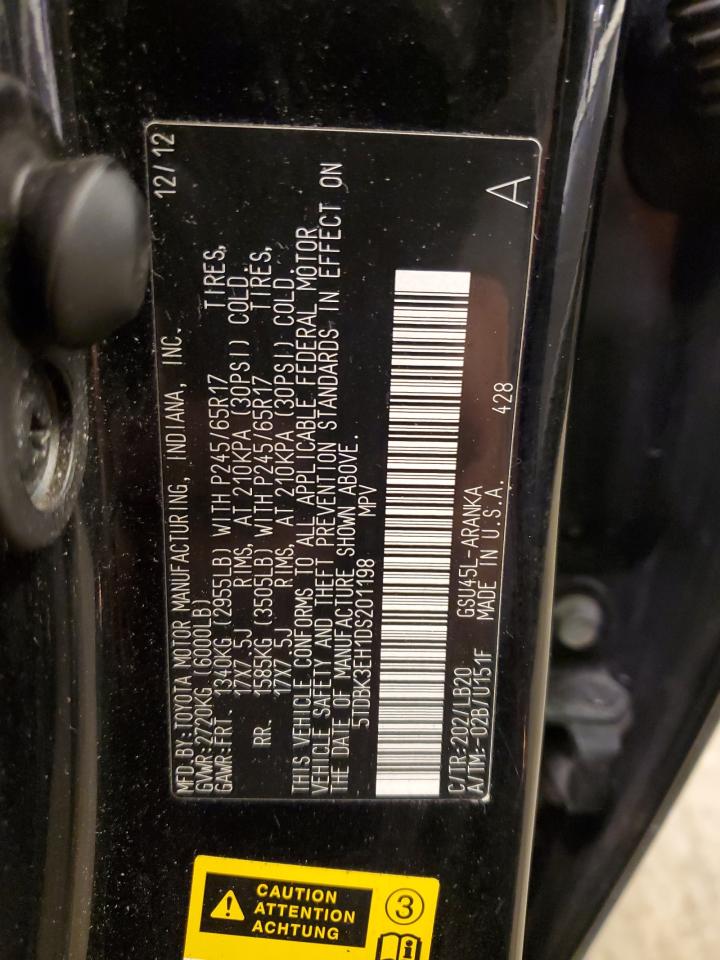 MFD.BY:TOYOTA MOTOR MANUFACTURING, INDIANA, INC. 12/12
GVWR:2720KG (6000LB)
GAWR:FRT. 1340KG (2955LB) WITH P245/65R17 TIRES,
17X7.5J RIMS, AT 210KPA (30PSI) COLD.
RR. 1585KG (3505LB) WITH P245/65R17 TIRES,
17X7.5J RIMS, AT 210KPA (30PSI) COLD.
THIS VEHICLE CONFORMS TO ALL APPLICABLE FEDERAL MOTOR
VEHICLE SAFETY AND THEFT PREVENTION STANDARDS IN EFFECT ON
THE DATE OF MANUFACTURE SHOWN ABOVE.
5TDBK3EH1DS201198 MPV
C/TR:202/LB20 GSU45L-ARANKA 428
A/TM:-02B/U151F MADE IN U.S.A.
A
CAUTION
ATTENTION
ACHTUNG
3